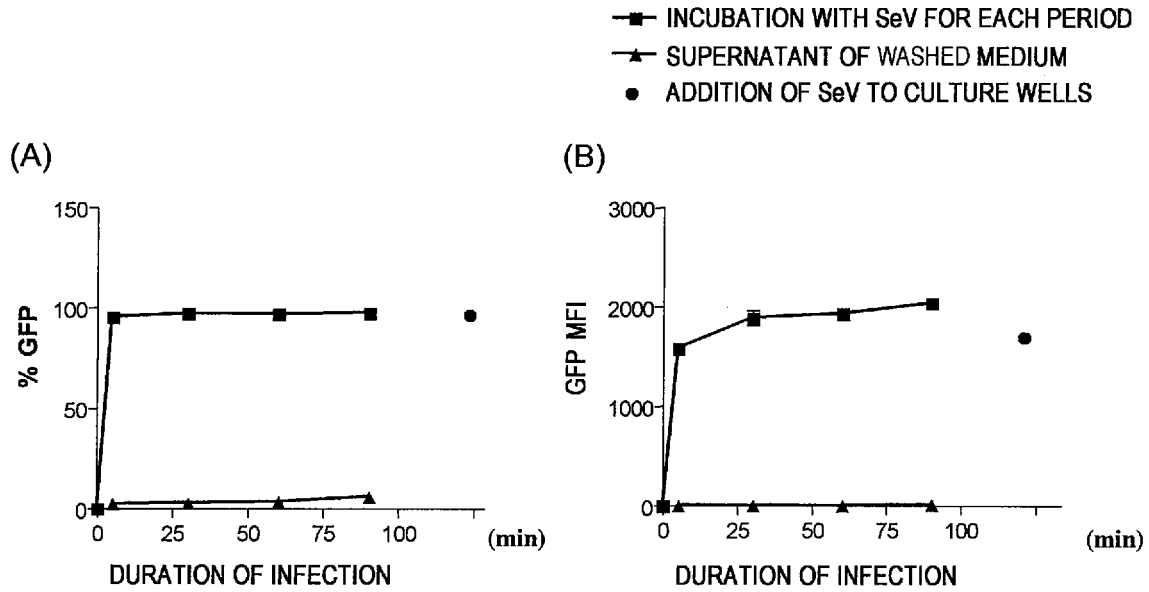 INCUBATION WITH SeV FOR EACH PERIOD
SUPERNATANT OF WASHED MEDIUM
ADDITION OF SeV TO CULTURE WELLS
(A)
150
100
50
0
% GFP
0 25 50 75 100 (min)
DURATION OF INFECTION
(B)
3000
2000
1000
0
GFP MFI
0 25 50 75 100 (min)
DURATION OF INFECTION